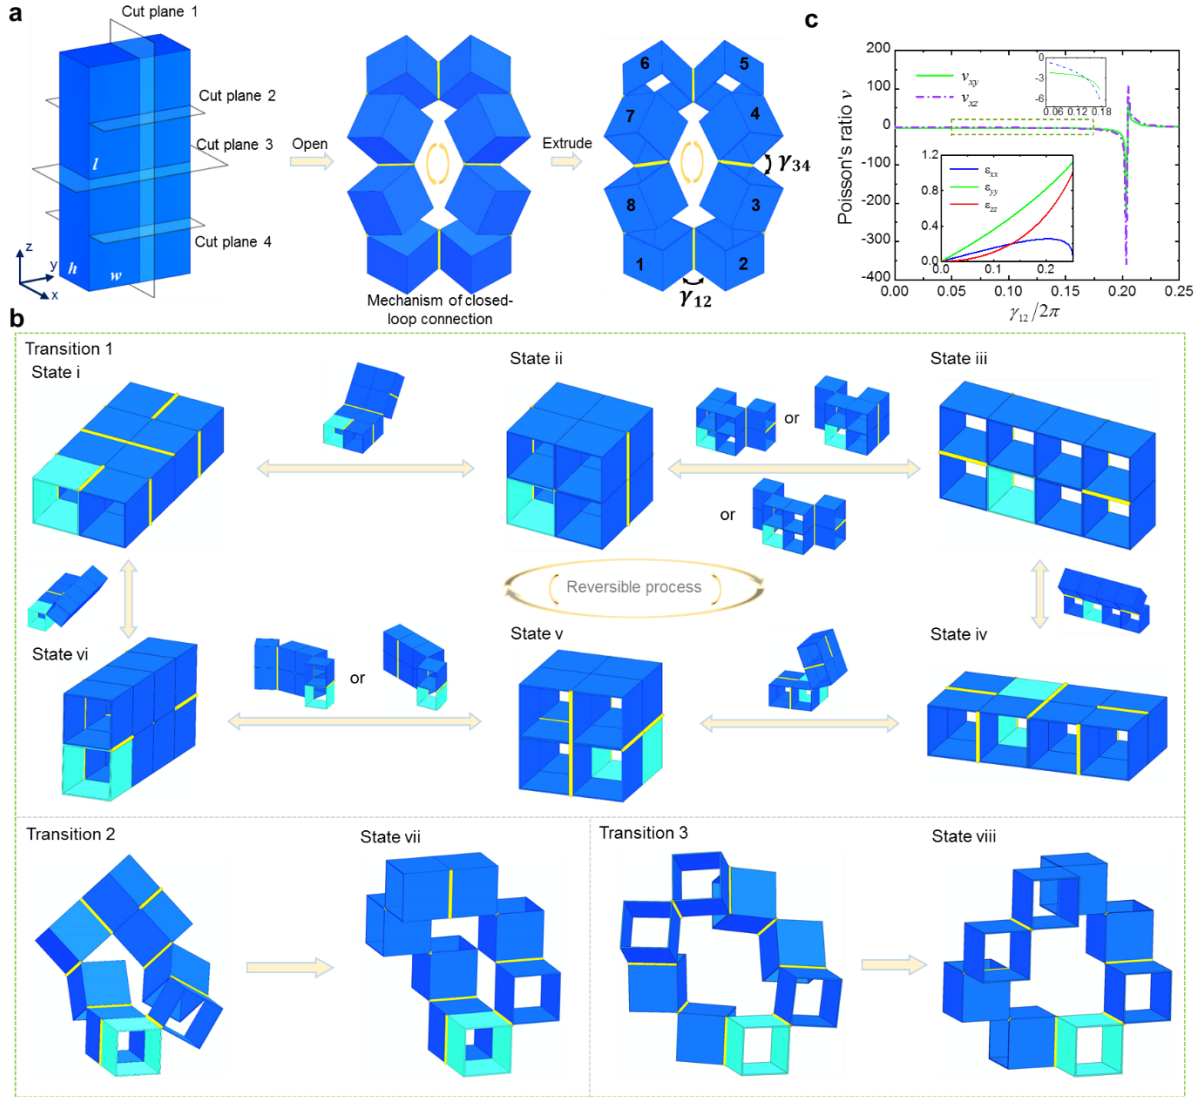 a
Cut plane 1
Cut plane 2
Cut plane 3
Cut plane 4
l
h
w
z
y
x
Open
Mechanism of closed-
loop connection
Extrude
6
5
7
4
8
3
1
2
γ34
γ12
c
Poisson's ratio ν
200
100
0
-100
-200
-300
-400
νxy
νxz
-3
-6
0.06 0.12 0.18
1.2
0.8
0.4
0.0
εxx
εyy
εzz
0.0 0.1 0.2
0.00 0.05 0.10 0.15 0.20 0.25
γ12/2π
b
Transition 1
State i
State ii
State iii
or
or
Reversible process
State vi
State v
State iv
or
Transition 2
State vii
Transition 3
State viii